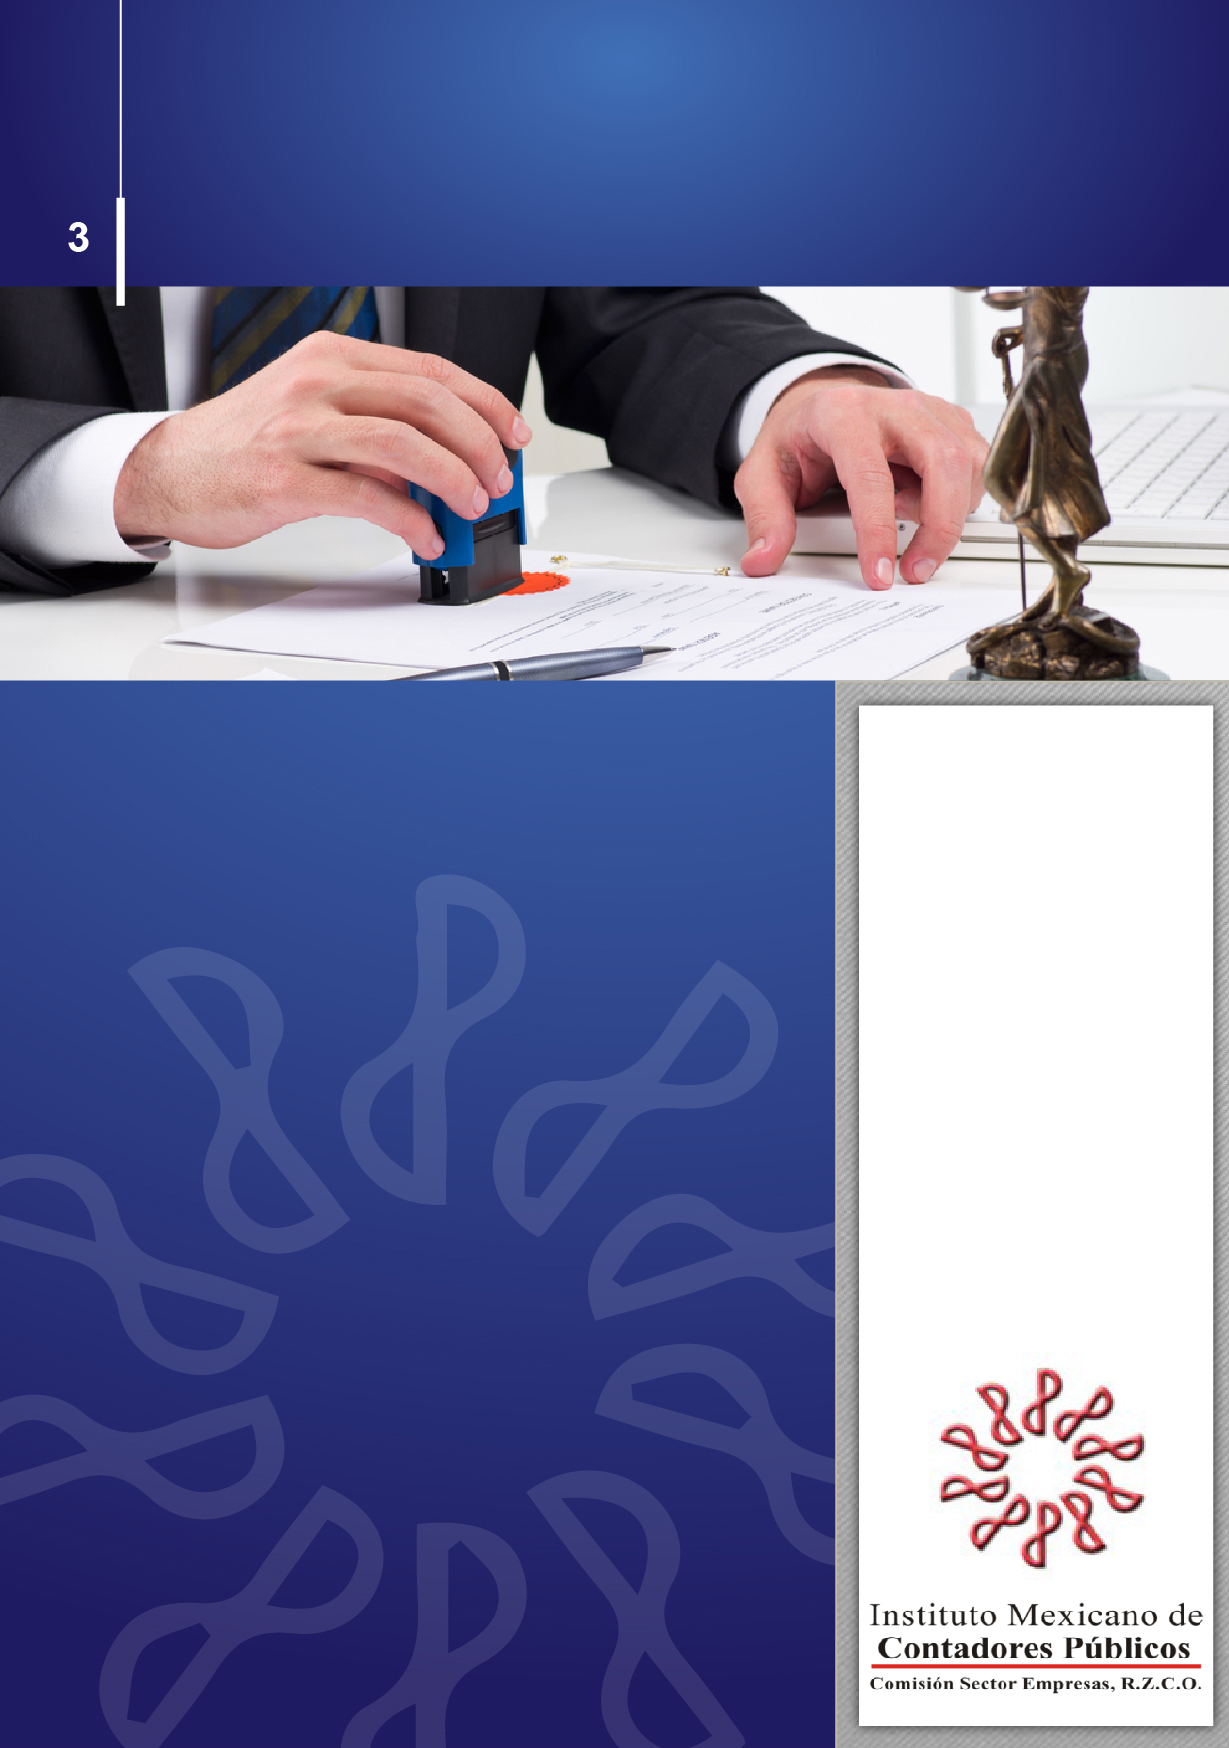 3
Instituto Mexicano de
Contadores Públicos
Comisión Sector Empresas, R.Z.C.O.